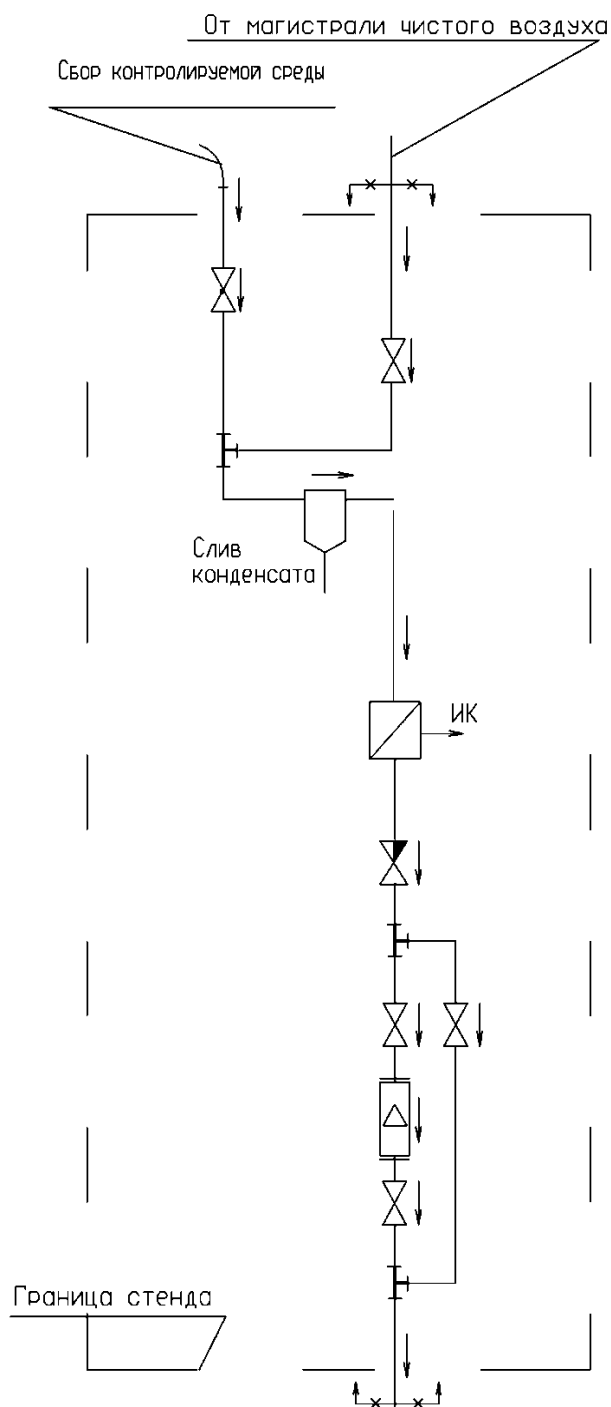 От магистрали чистого воздуха
Сбор контролируемой среды
Слив
конденсата
ИК
Граница стенда